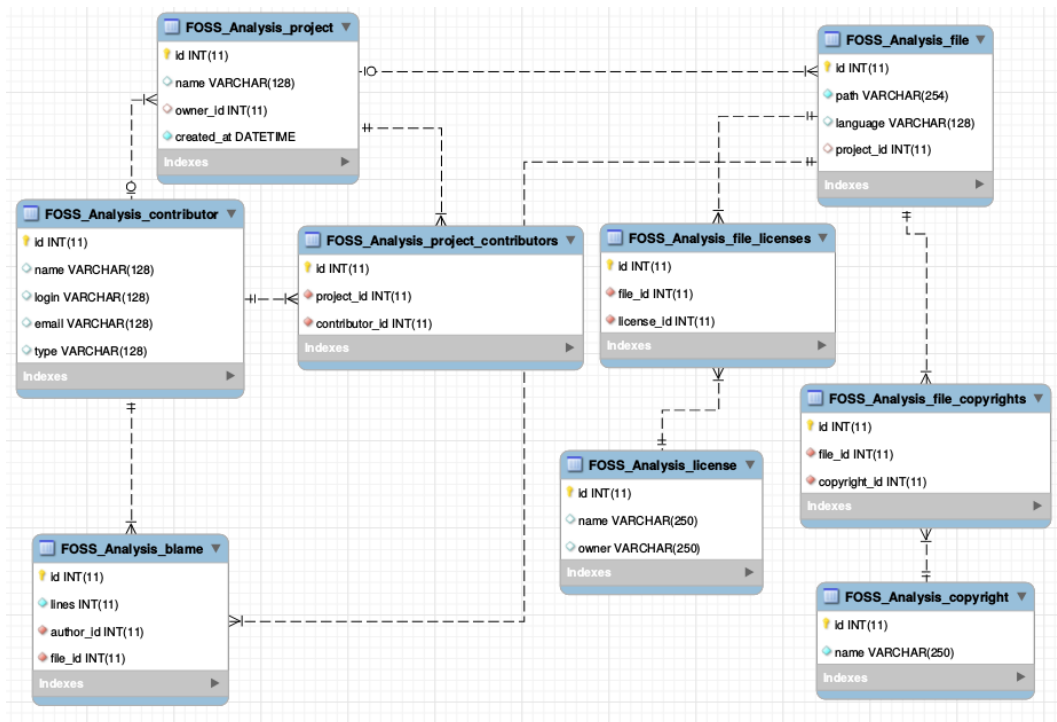 FOSS_Analysis_project
id INT(11)
name VARCHAR(128)
owner_id INT(11)
created_at DATETIME
Indexes
FOSS_Analysis_file
id INT(11)
path VARCHAR(254)
language VARCHAR(128)
project_id INT(11)
Indexes
FOSS_Analysis_contributor
id INT(11)
name VARCHAR(128)
login VARCHAR(128)
email VARCHAR(128)
type VARCHAR(128)
Indexes
FOSS_Analysis_project_contributors
id INT(11)
project_id INT(11)
contributor_id INT(11)
Indexes
FOSS_Analysis_file_licenses
id INT(11)
file_id INT(11)
license_id INT(11)
Indexes
FOSS_Analysis_file_copyrights
id INT(11)
file_id INT(11)
copyright_id INT(11)
Indexes
FOSS_Analysis_license
id INT(11)
name VARCHAR(250)
owner VARCHAR(250)
Indexes
FOSS_Analysis_blame
id INT(11)
lines INT(11)
author_id INT(11)
file_id INT(11)
Indexes
FOSS_Analysis_copyright
id INT(11)
name VARCHAR(250)
Indexes